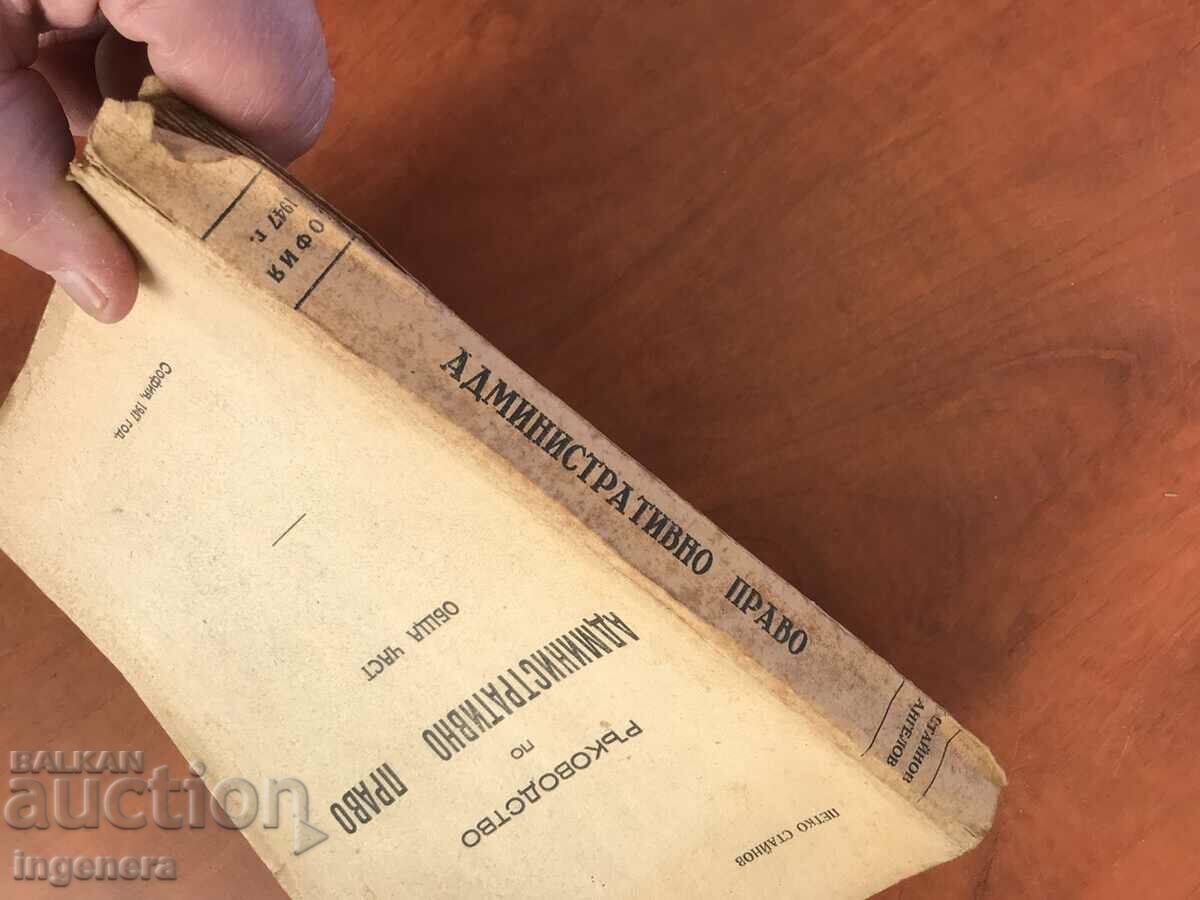 СТАЙНОВ
АНГЕЛОВ
АДМИНИСТРАТИВНО ПРАВО
ОФИЯ
1947 г.
ПЕТКО СТАЙНОВ
РЪКОВОДСТВО
ПО
АДМИНИСТРАТИВНО ПРАВО
ОБЩА ЧАСТ
София, 1947 год.
BALKAN
auction
ingenera